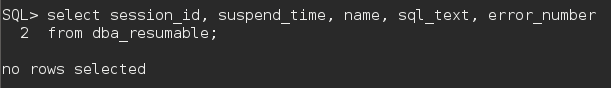 SQL> select session_id, suspend_time, name, sql_text, error_number
  2  from dba_resumable;
no rows selected